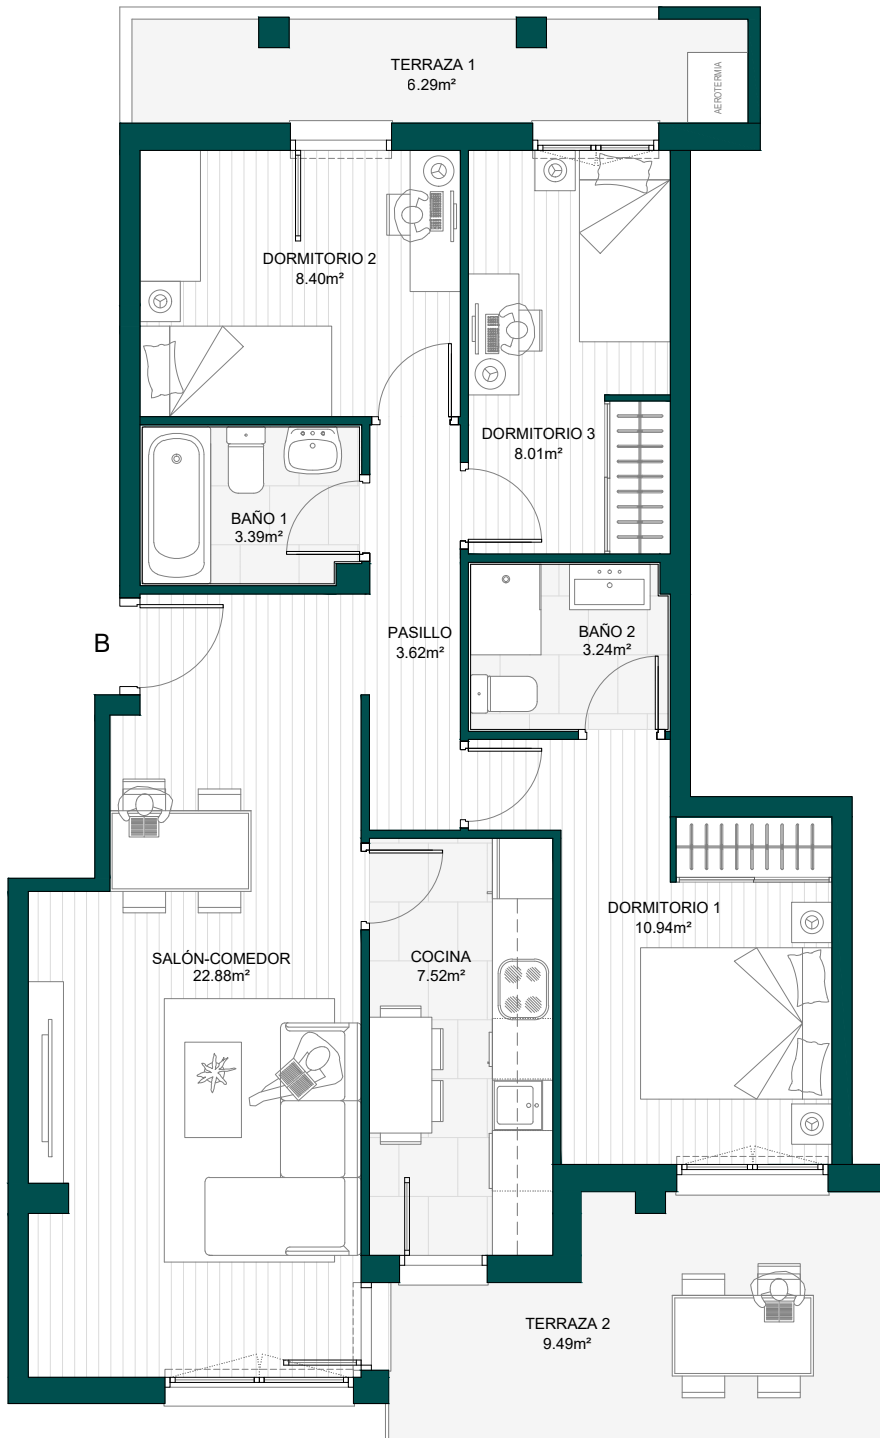 TERRAZA 1
6.29m²
AEROTERMIA
DORMITORIO 2
8.40m²
DORMITORIO 3
8.01m²
BAÑO 1
3.39m²
B
PASILLO
3.62m²
BAÑO 2
3.24m²
DORMITORIO 1
10.94m²
SALÓN-COMEDOR
22.88m²
COCINA
7.52m²
TERRAZA 2
9.49m²